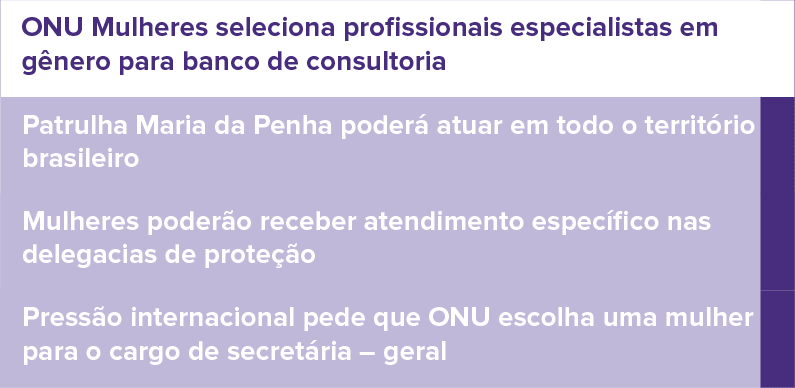 ONU Mulheres seleciona profissionais especialistas em
gênero para banco de consultoria
Patrulha Maria da Penha poderá atuar em todo o território
brasileiro
Mulheres poderão receber atendimento específico nas
delegacias de proteção
Pressão internacional pede que ONU escolha uma mulher
para o cargo de secretária – geral